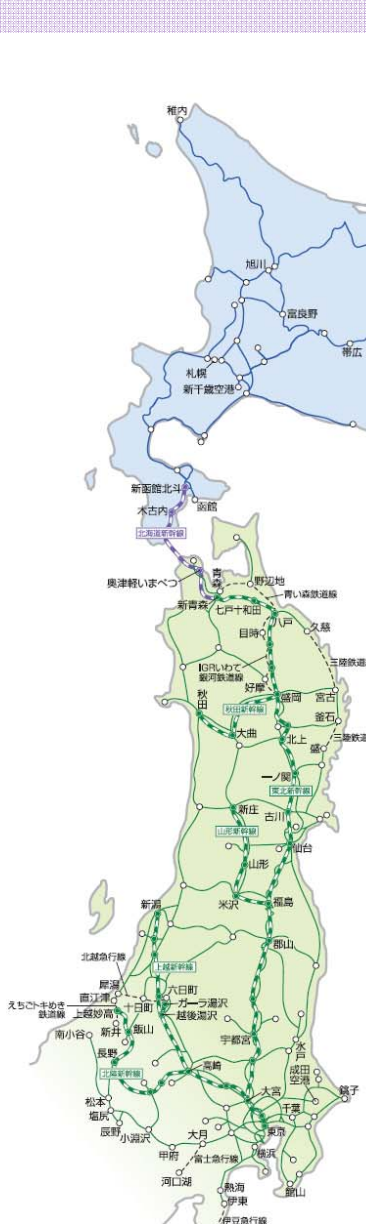 稚内
旭川
富良野
帯広
札幌
新千歳空港
新函館北斗
函館
木古内
北海道新幹線
奥津軽いまべつ
青森
野辺地
青い森鉄道線
新青森
七戸十和田
八戸
久慈
目時
三陸鉄道
IGRいわて
銀河鉄道線
好摩
盛岡
宮古
秋田
秋田新幹線
釜石
大曲
北上
盛
三陸鉄道
一ノ関
東北新幹線
新庄
古川
山形新幹線
仙台
山形
米沢
福島
新潟
郡山
北越急行線
上越新幹線
犀潟
六日町
直江津
十日町
ガーラ湯沢
えちごトキめき
鉄道線
上越妙高
越後湯沢
南小谷
新井
飯山
宇都宮
水戸
長野
高崎
成田
空港
北陸新幹線
大宮
銚子
松本
千葉
塩尻
東京
辰野
小淵沢
大月
横浜
甲府
富士急行線
河口湖
熱海
館山
伊東
伊豆急行線